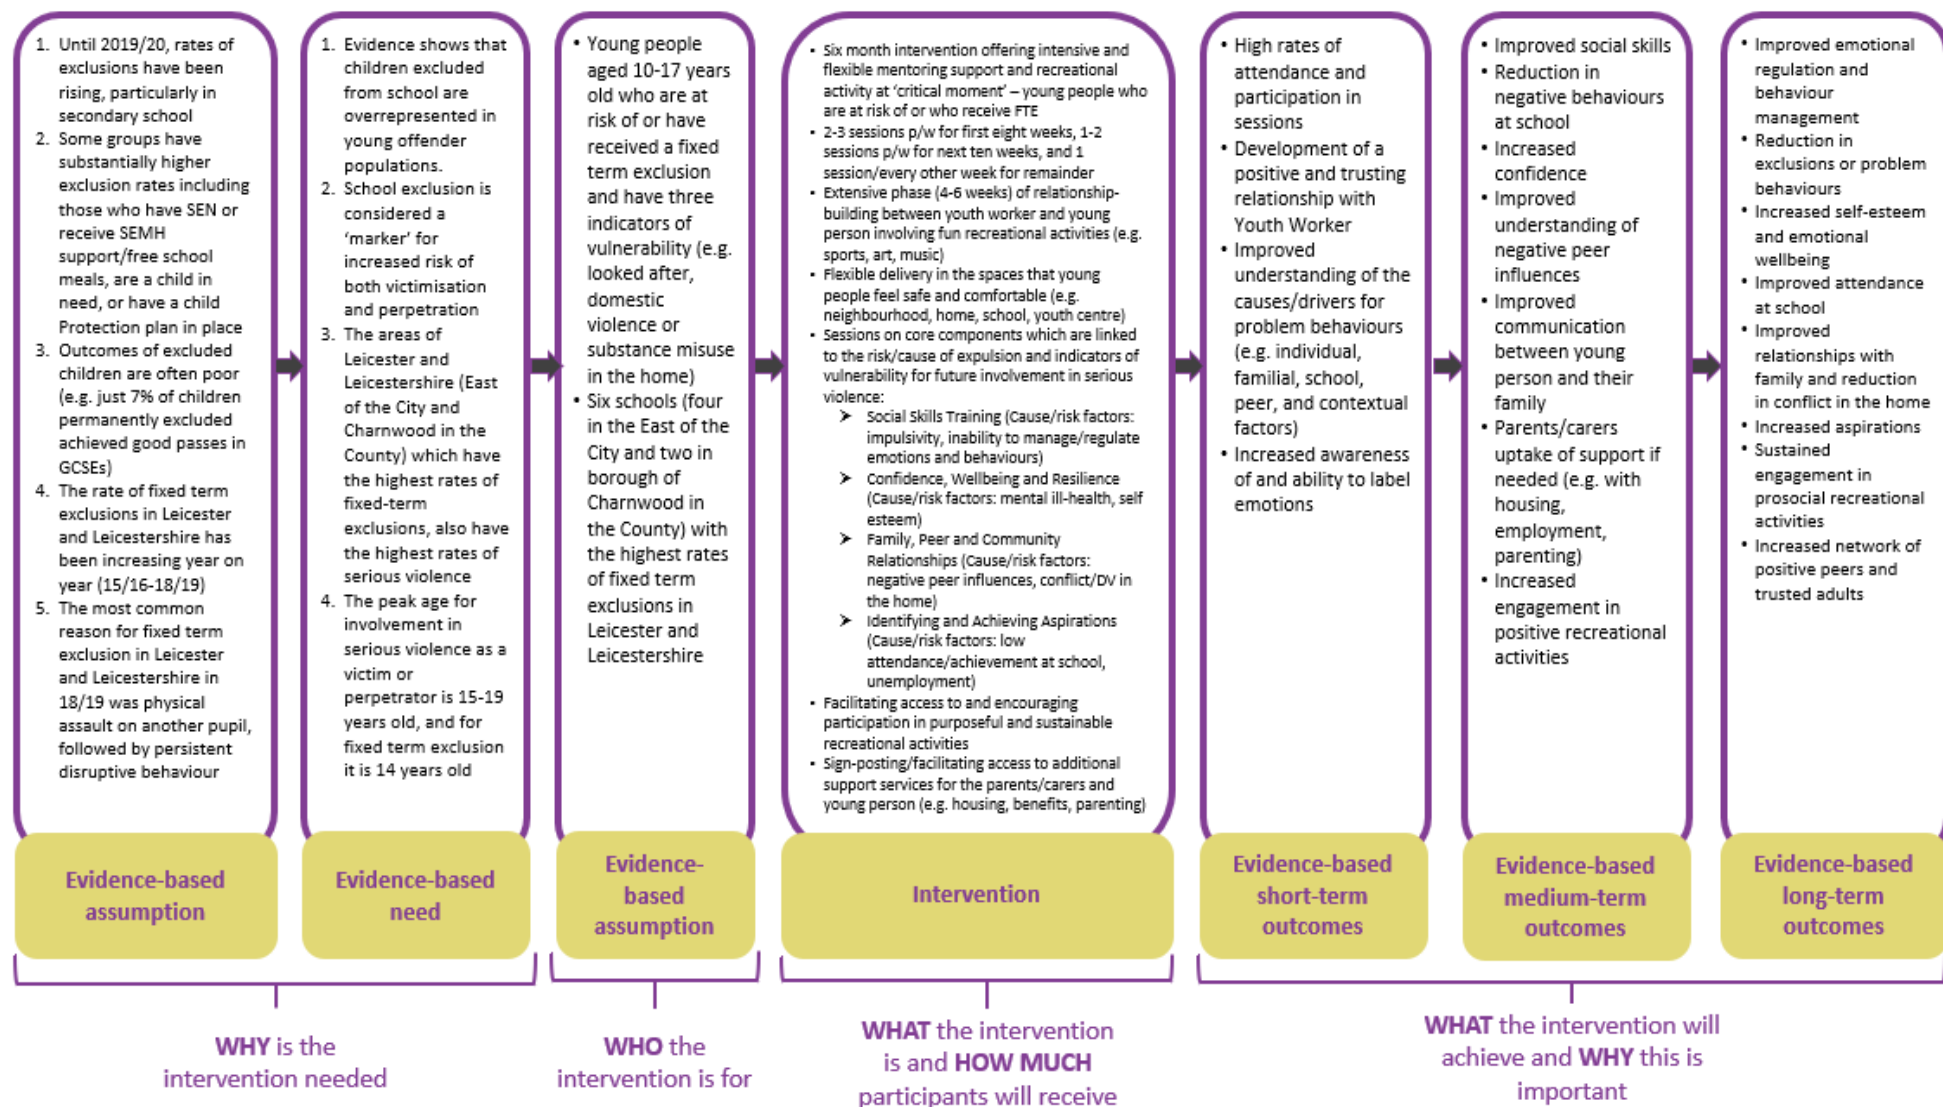 1. Until 2019/20, rates of
exclusions have been
rising, particularly in
secondary school
2. Some groups have
substantially higher
exclusion rates including
those who have SEN or
receive SEMH
support/free school
meals, are a child in
need, or have a child
Protection plan in place
3. Outcomes of excluded
children are often poor
(e.g. just 7% of children
permanently excluded
achieved good passes in
GCSEs)
4. The rate of fixed term
exclusions in Leicester
and Leicestershire has
been increasing year on
year (15/16-18/19)
5. The most common
reason for fixed term
exclusion in Leicester
and Leicestershire in
18/19 was physical
assault on another pupil,
followed by persistent
disruptive behaviour
Evidence-based
assumption
1. Evidence shows that
children excluded
from school are
overrepresented in
young offender
populations.
2. School exclusion is
considered a
'marker' for
increased risk of
both victimisation
and perpetration
3. The areas of
Leicester and
Leicestershire (East
of the City and
Charnwood in the
County) which have
the highest rates of
fixed-term
exclusions, also have
the highest rates of
serious violence
4. The peak age for
involvement in
serious violence as a
victim or
perpetrator is 15-19
years old, and for
fixed term exclusion
it is 14 years old
Evidence-based
need
• Young people
aged 10-17 years
old who are at
risk of or have
received a fixed
term exclusion
and have three
indicators of
vulnerability (e.g.
looked after,
domestic
violence or
substance misuse
in the home)
• Six schools (four
in the East of the
City and two in
borough of
Charnwood in
the County) with
the highest rates
of fixed term
exclusions in
Leicester and
Leicestershire
Evidence-
based
assumption
• Six month intervention offering intensive and
flexible mentoring support and recreational
activity at 'critical moment' – young people who
are at risk of or who receive FTE
• 2-3 sessions p/w for first eight weeks, 1-2
sessions p/w for next ten weeks, and 1
session/every other week for remainder
• Extensive phase (4-6 weeks) of relationship-
building between youth worker and young
person involving fun recreational activities (e.g.
sports, art, music)
• Flexible delivery in the spaces that young
people feel safe and comfortable (e.g.
neighbourhood, home, school, youth centre)
• Sessions on core components which are linked
to the risk/cause of expulsion and indicators of
vulnerability for future involvement in serious
violence:
➢ Social Skills Training (Cause/risk factors:
impulsivity, inability to manage/regulate
emotions and behaviours)
➢ Confidence, Wellbeing and Resilience
(Cause/risk factors: mental ill-health, self
esteem)
➢ Family, Peer and Community
Relationships (Cause/risk factors:
negative peer influences, conflict/DV in
the home)
➢ Identifying and Achieving Aspirations
(Cause/risk factors: low
attendance/achievement at school,
unemployment)
• Facilitating access to and encouraging
participation in purposeful and sustainable
recreational activities
• Sign-posting/facilitating access to additional
support services for the parents/carers and
young person (e.g. housing, benefits, parenting)
Intervention
• High rates of
attendance and
participation in
sessions
• Development of a
positive and trusting
relationship with
Youth Worker
• Improved
understanding of the
causes/drivers for
problem behaviours
(e.g. individual,
familial, school,
peer, and contextual
factors)
• Increased awareness
of and ability to label
emotions
Evidence-based
short-term
outcomes
• Improved social skills
• Reduction in
negative behaviours
at school
• Increased
confidence
• Improved
understanding of
negative peer
influences
• Improved
communication
between young
person and their
family
• Parents/carers
uptake of support if
needed (e.g. with
housing,
employment,
parenting)
• Increased
engagement in
positive recreational
activities
Evidence-based
medium-term
outcomes
• Improved emotional
regulation and
behaviour
management
• Reduction in
exclusions or problem
behaviours
• Increased self-esteem
and emotional
wellbeing
• Improved attendance
at school
• Improved
relationships with
family and reduction
in conflict in the home
• Increased aspirations
• Sustained
engagement in
prosocial recreational
activities
• Increased network of
positive peers and
trusted adults
Evidence-based
long-term
outcomes
WHY is the
intervention needed
WHO the
intervention is for
WHAT the intervention
is and HOW MUCH
participants will receive
WHAT the intervention will
achieve and WHY this is
important